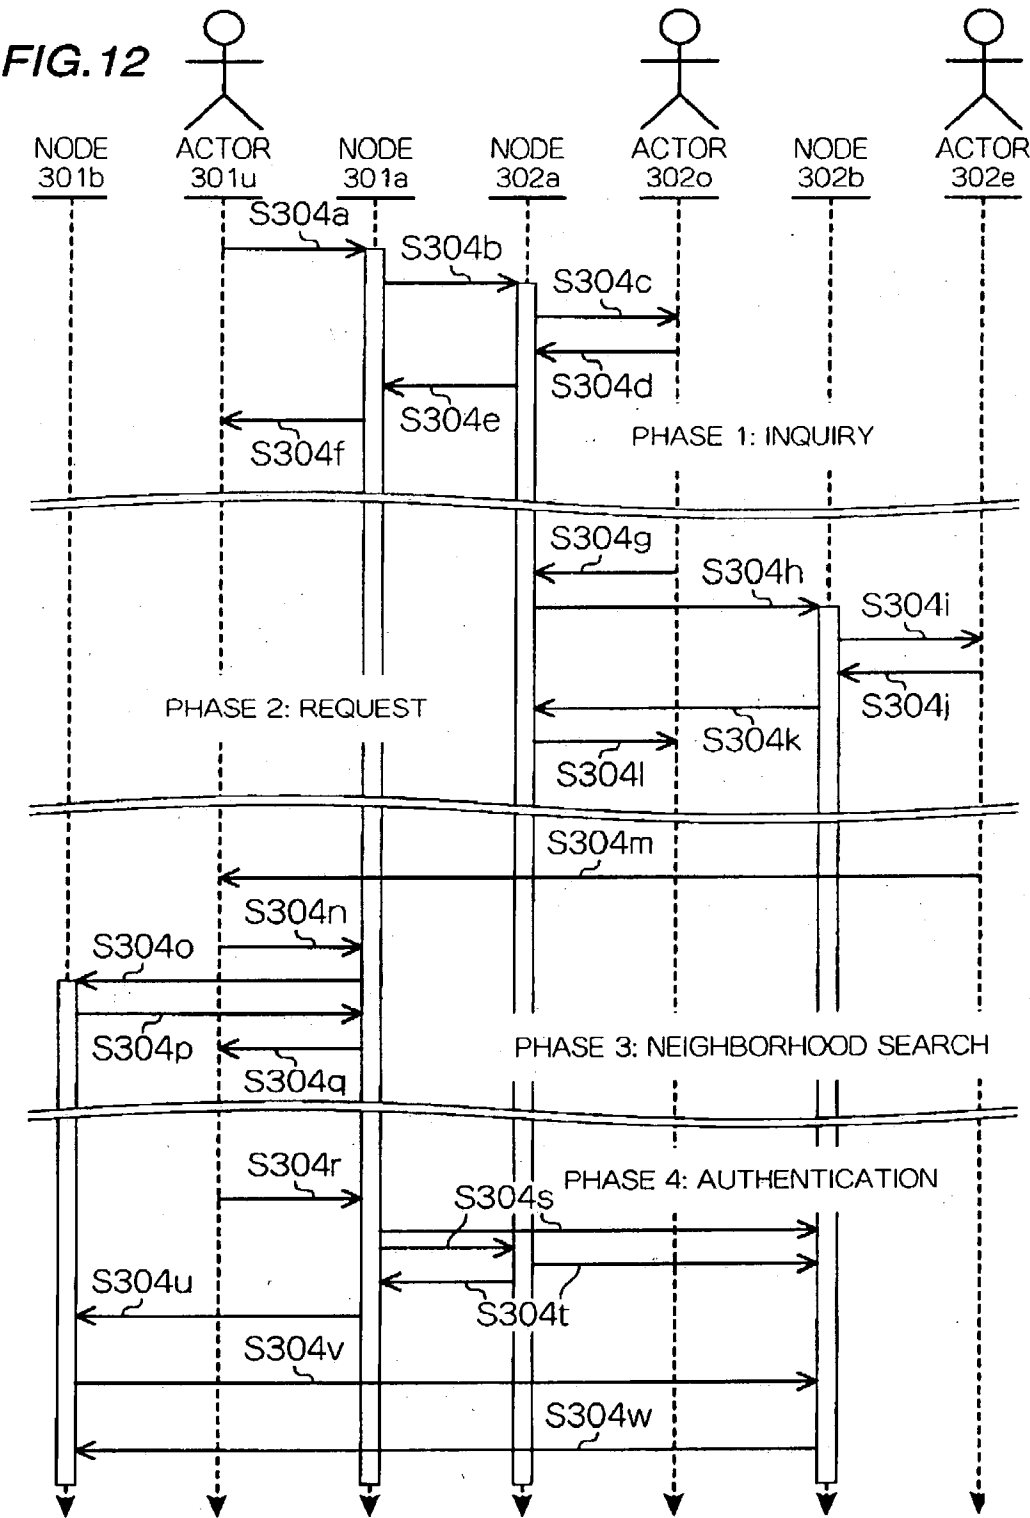 FIG.12
NODE 301b
ACTOR 301u
NODE 301a
NODE 302a
ACTOR 302o
NODE 302b
ACTOR 302e
S304a
S304b
S304c
S304d
S304e
S304f
PHASE 1: INQUIRY
S304g
S304h
S304i
S304j
PHASE 2: REQUEST
S304k
S304l
S304m
S304n
S304o
S304p
PHASE 3: NEIGHBORHOOD SEARCH
S304q
S304r
PHASE 4: AUTHENTICATION
S304s
S304u
S304t
S304v
S304w